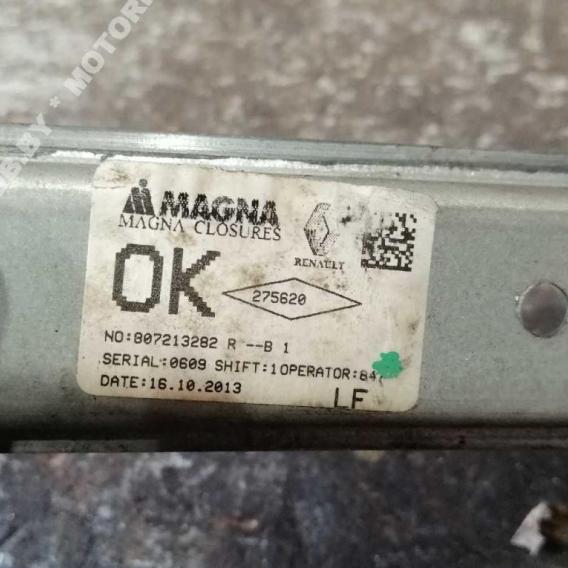 MAGNA
MAGNA CLOSURES
RENAULT
OK
275620
NO:807213282 R --B 1
SERIAL:0609 SHIFT:1OPERATOR:84
DATE:16.10.2013
LF